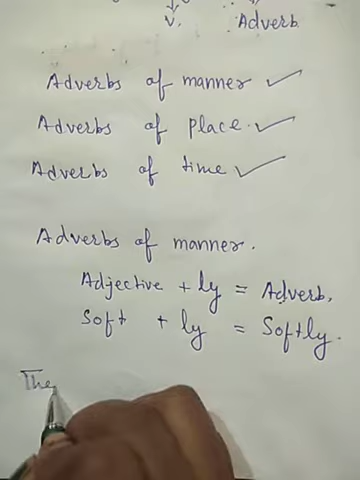 V. Adverb
Adverbs of manner ✓
Adverbs of place. ✓
Adverbs of time ✓
Adverbs of manner.
Adjective + ly = Adverb.
Soft + ly = Softly.
The